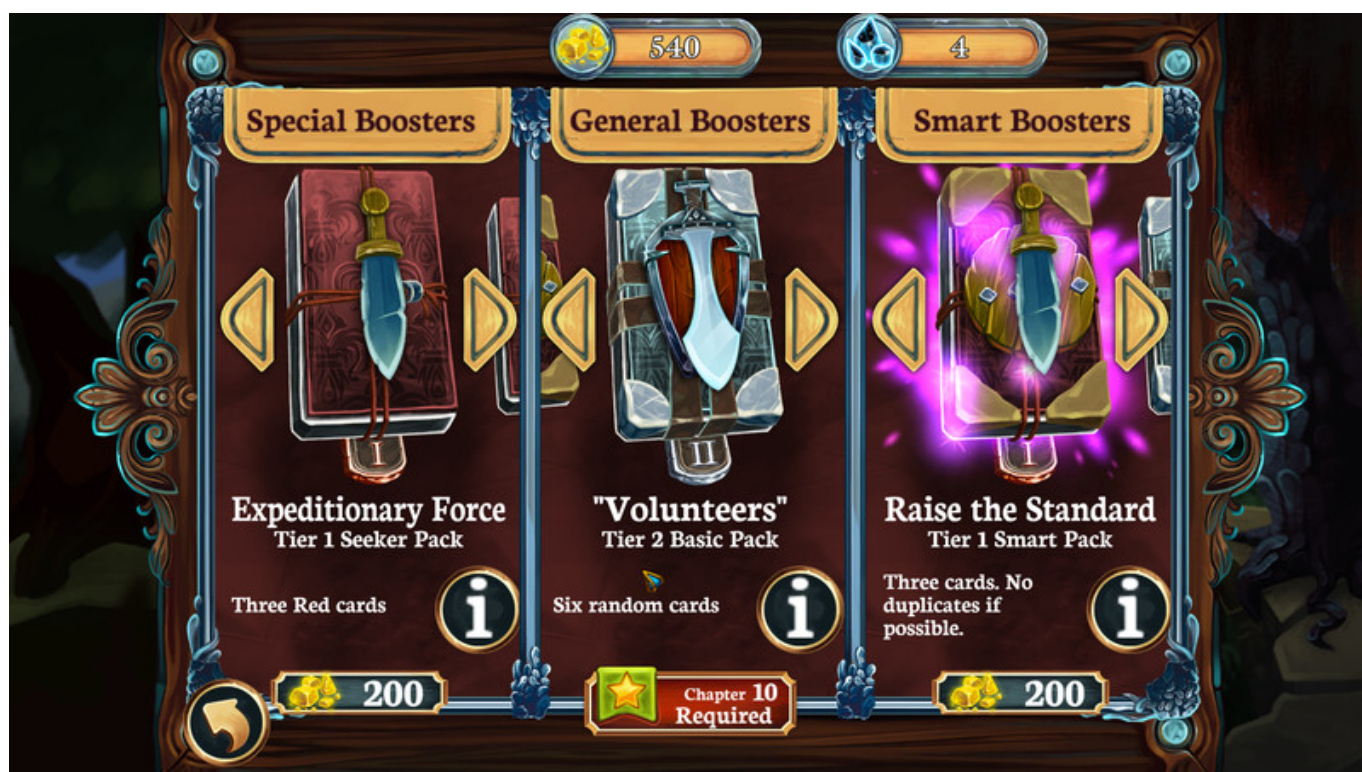 540
4
Special Boosters
General Boosters
Smart Boosters
I
II
I
Expeditionary Force
Tier 1 Seeker Pack
Three Red cards
i
200
"Volunteers"
Tier 2 Basic Pack
Six random cards
i
Chapter 10
Required
Raise the Standard
Tier 1 Smart Pack
Three cards. No
duplicates if
possible.
i
200